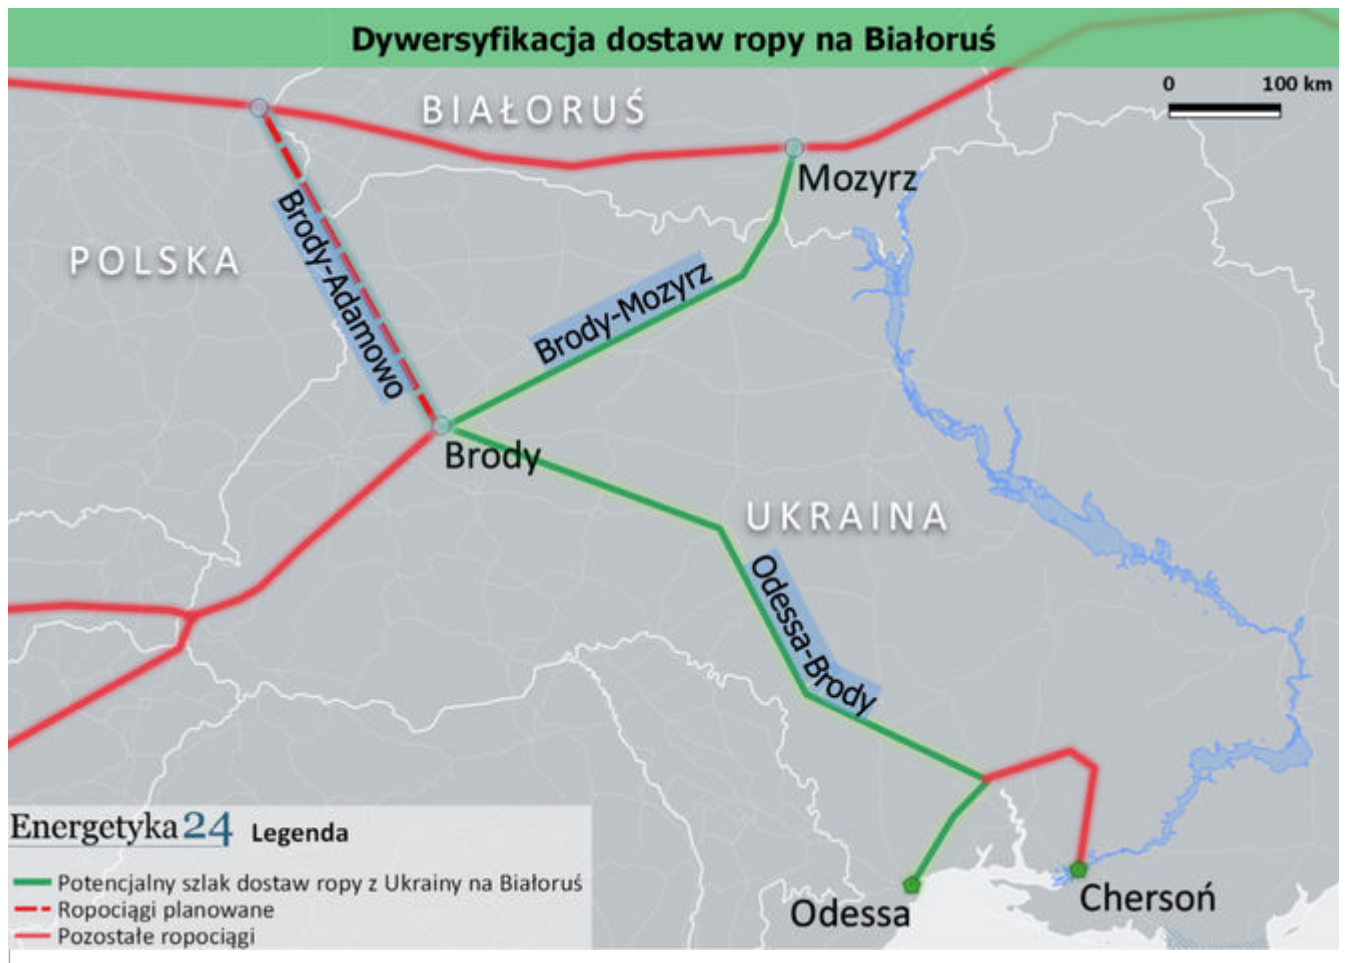 Dywersyfikacja dostaw ropy na Białoruś
0 100 km
BIAŁORUŚ
Mozyrz
POLSKA
Brody-Adamowo
Brody-Mozyrz
Brody
UKRAINA
Odessa-Brody
Energetyka24 Legenda
Potencjalny szlak dostaw ropy z Ukrainy na Białoruś
Ropociągi planowane
Pozostałe ropociągi
Odessa
Chersoń